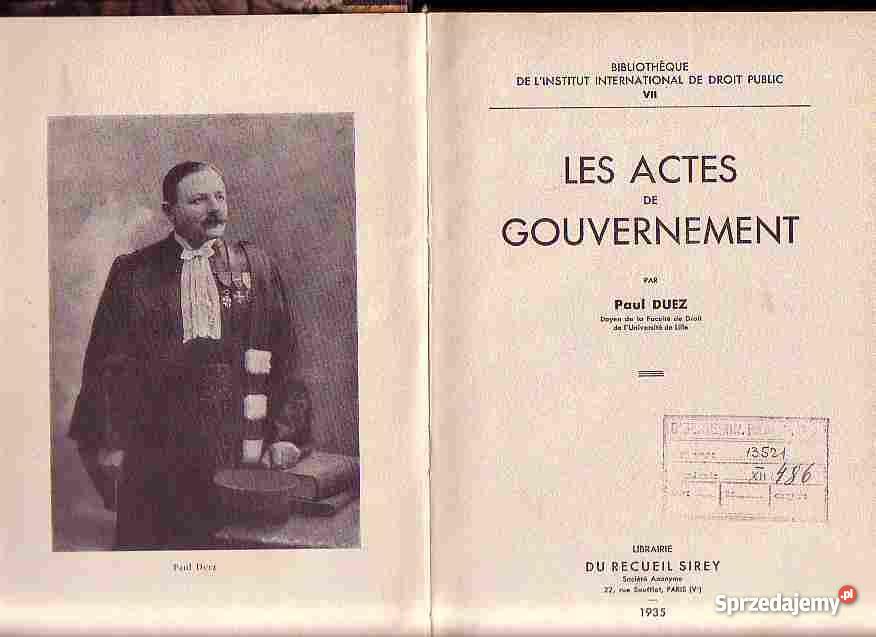 Paul Duez
BIBLIOTHÈQUE
DE L'INSTITUT INTERNATIONAL DE DROIT PUBLIC
VII
LES ACTES
DE
GOUVERNEMENT
PAR
Paul DUEZ
Doyen de la Faculté de Droit
de l'Université de Lille
13521
XII 486
LIBRAIRIE
DU RECUEIL SIREY
Société Anonyme
22, rue Soufflot, PARIS (Vᵉ)
1935
Sprzedajemy.pl